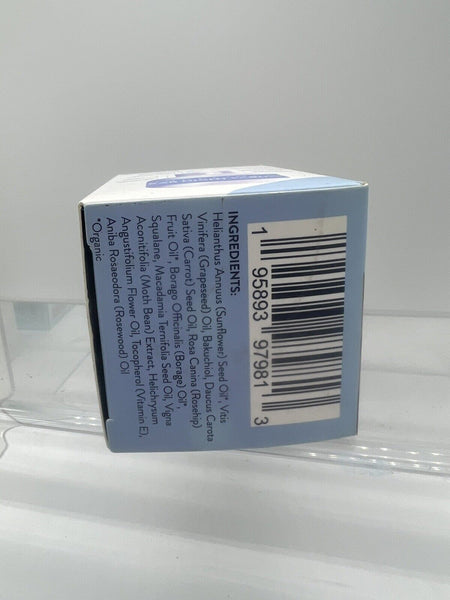 INGREDIENTS:
Helianthus Annuus (Sunflower) Seed Oil*, Vitis
Vinifera (Grapeseed) Oil, Bakuchiol, Daucus Carota
Sativa (Carrot) Seed Oil, Rosa Canina (Rosehip)
Fruit Oil*, Borago Officinalis (Borage) Oil*,
Squalane, Macadamia Ternifolia Seed Oil, Vigna
Aconitifolia (Moth Bean) Extract, Helichrysum
Angustifolium Flower Oil, Tocopherol (Vitamin E),
Aniba Rosaeodora (Rosewood) Oil
*Organic
1 95893 97981 3